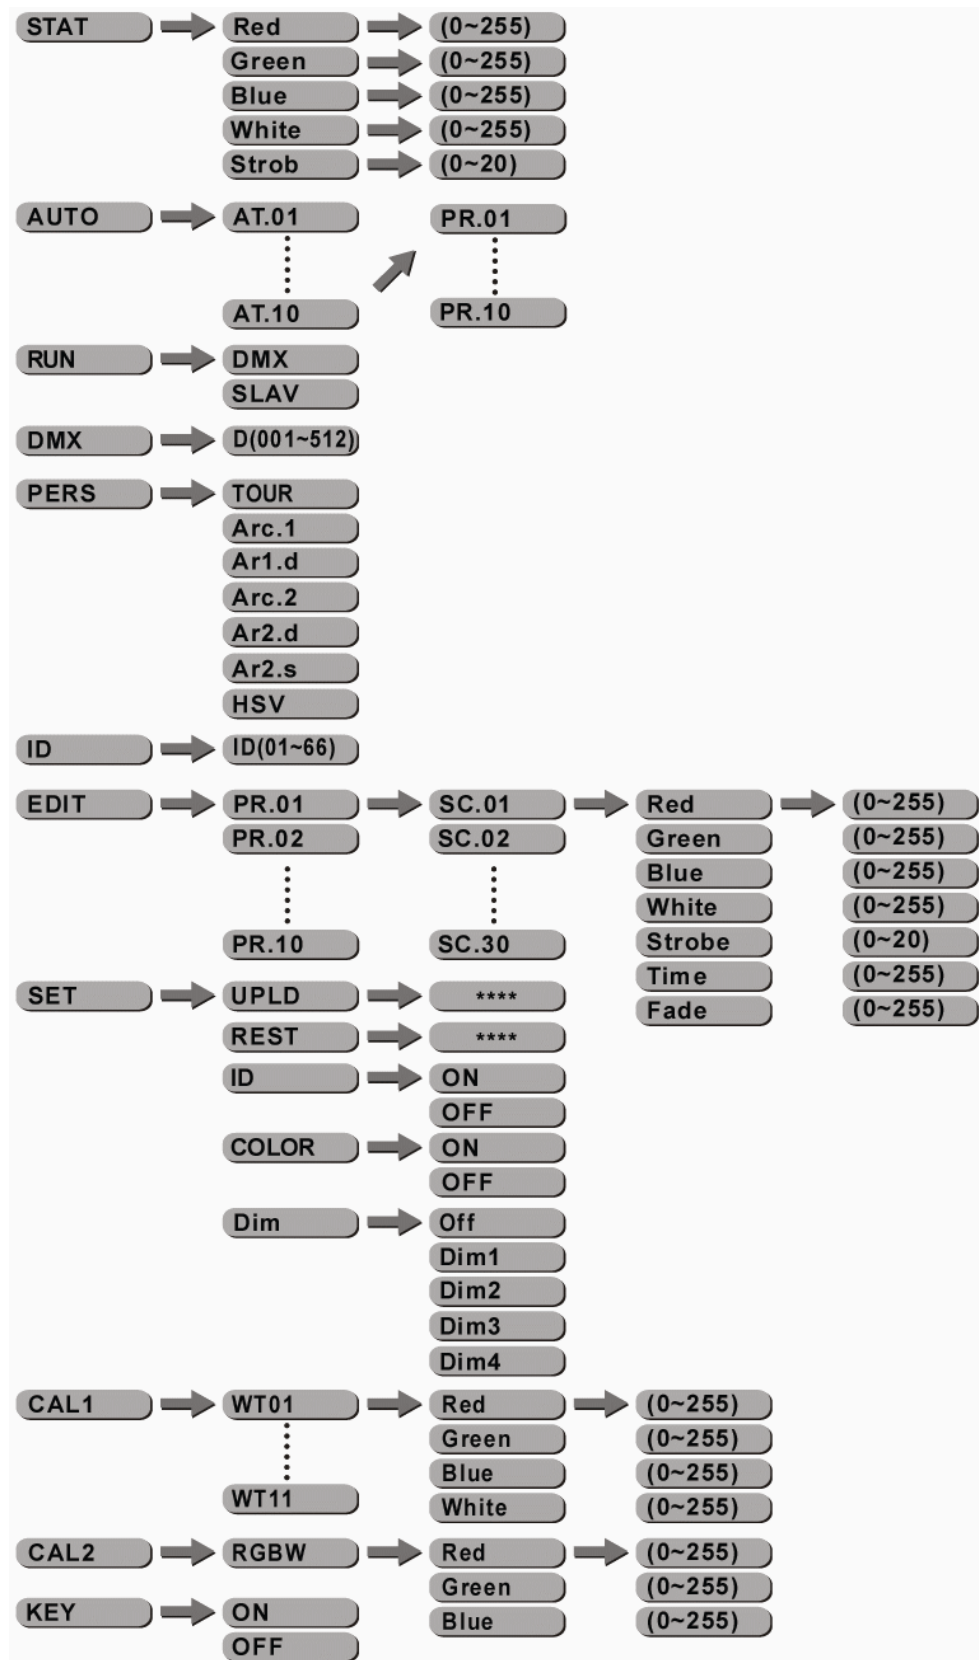 STAT Red (0~255)
Green (0~255)
Blue (0~255)
White (0~255)
Strob (0~20)
AUTO AT.01 PR.01
AT.10 PR.10
RUN DMX
SLAV
DMX D(001~512)
PERS TOUR
Arc.1
Ar1.d
Arc.2
Ar2.d
Ar2.s
HSV
ID ID(01~66)
EDIT PR.01 SC.01 Red (0~255)
PR.02 SC.02 Green (0~255)
Blue (0~255)
White (0~255)
PR.10 SC.30 Strobe (0~20)
Time (0~255)
Fade (0~255)
SET UPLD ****
REST ****
ID ON
OFF
COLOR ON
OFF
Dim Off
Dim1
Dim2
Dim3
Dim4
CAL1 WT01 Red (0~255)
Green (0~255)
Blue (0~255)
WT11 White (0~255)
CAL2 RGBW Red (0~255)
Green (0~255)
KEY ON Blue (0~255)
OFF